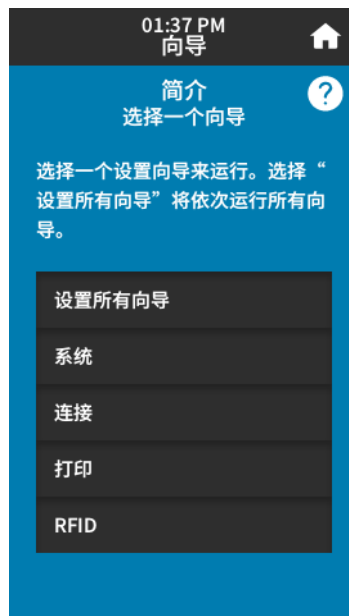 01:37 PM
向导
简介
?
选择一个向导
选择一个设置向导来运行。选择“
设置所有向导”将依次运行所有向
导。
设置所有向导
系统
连接
打印
RFID